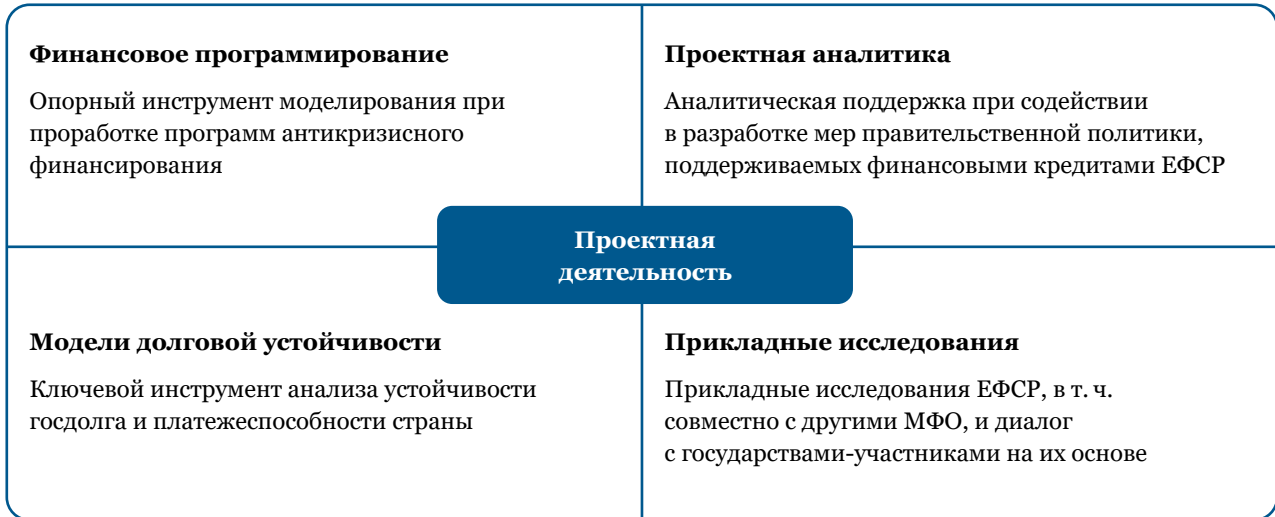 Финансовое программирование
Опорный инструмент моделирования при
проработке программ антикризисного
финансирования
Проектная аналитика
Аналитическая поддержка при содействии
в разработке мер правительственной политики,
поддерживаемых финансовыми кредитами ЕФСР
Проектная
деятельность
Модели долговой устойчивости
Ключевой инструмент анализа устойчивости
госдолга и платежеспособности страны
Прикладные исследования
Прикладные исследования ЕФСР, в т. ч.
совместно с другими МФО, и диалог
с государствами-участниками на их основе